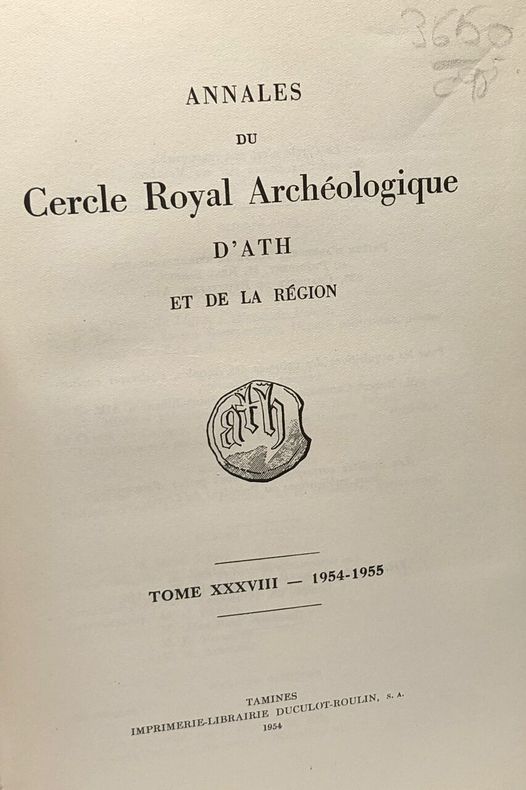 3650
ANNALES
DU
Cercle Royal Archéologique
D'ATH
ET DE LA RÉGION
ath
TOME XXXVIII — 1954-1955
TAMINES
IMPRIMERIE-LIBRAIRIE DUCULOT-ROULIN, S. A.
1954